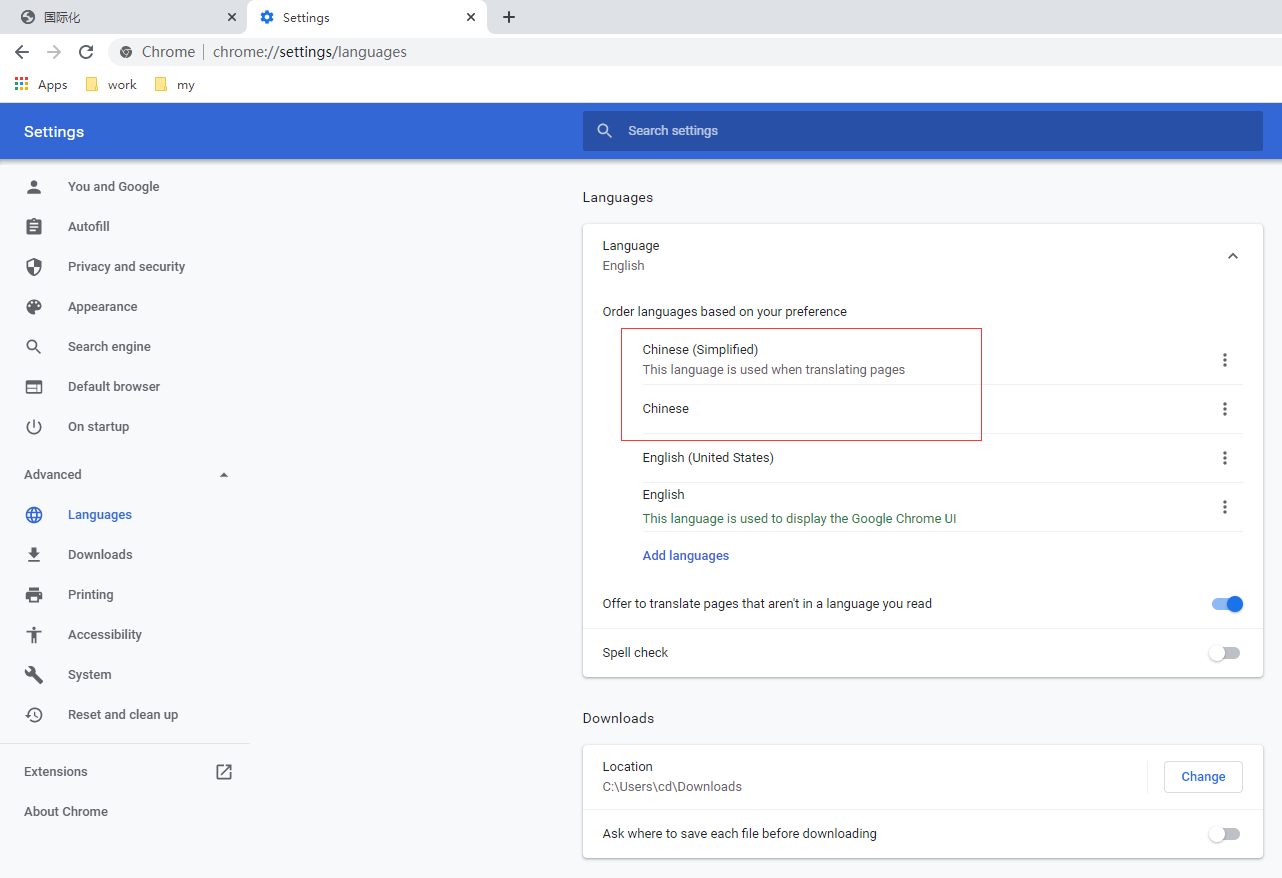 国际化
Settings
Chrome
chrome://settings/languages
Apps
work
my
Settings
Search settings
You and Google
Autofill
Privacy and security
Appearance
Search engine
Default browser
On startup
Advanced
Languages
Downloads
Printing
Accessibility
System
Reset and clean up
Extensions
About Chrome
Languages
Language
English
Order languages based on your preference
Chinese (Simplified)
This language is used when translating pages
Chinese
English (United States)
English
This language is used to display the Google Chrome UI
Add languages
Offer to translate pages that aren't in a language you read
Spell check
Downloads
Location
C:\Users\cd\Downloads
Change
Ask where to save each file before downloading